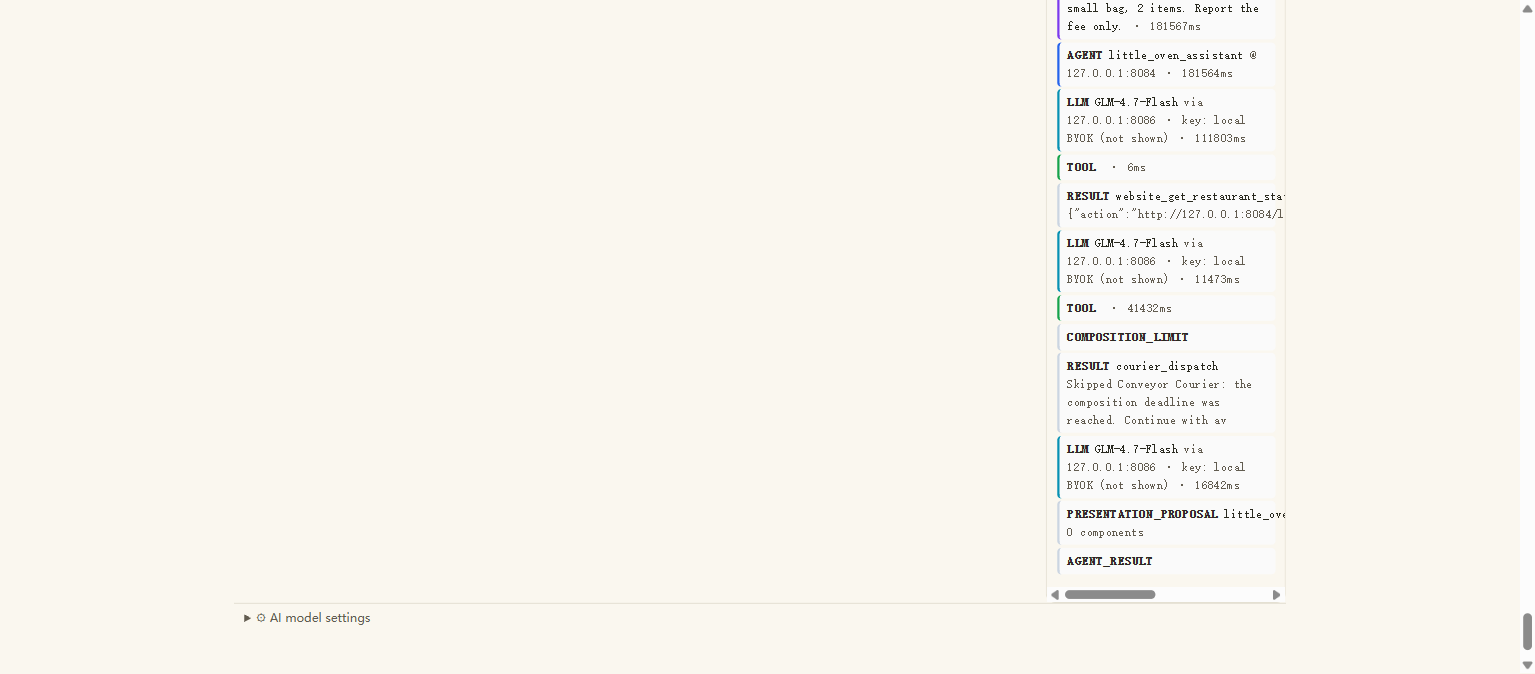 small bag, 2 items. Report the
fee only. · 181567ms
AGENT little_oven_assistant @
127.0.0.1:8084 · 181564ms
LLM GLM-4.7-Flash via
127.0.0.1:8086 · key: local
BYOK (not shown) · 111803ms
TOOL · 6ms
RESULT website_get_restaurant_sta
{"action":"http://127.0.0.1:8084/l
LLM GLM-4.7-Flash via
127.0.0.1:8086 · key: local
BYOK (not shown) · 11473ms
TOOL · 41432ms
COMPOSITION_LIMIT
RESULT courier_dispatch
Skipped Conveyor Courier: the
composition deadline was
reached. Continue with av
LLM GLM-4.7-Flash via
127.0.0.1:8086 · key: local
BYOK (not shown) · 16842ms
PRESENTATION_PROPOSAL little_ove
0 components
AGENT_RESULT
▶ ⚙ AI model settings